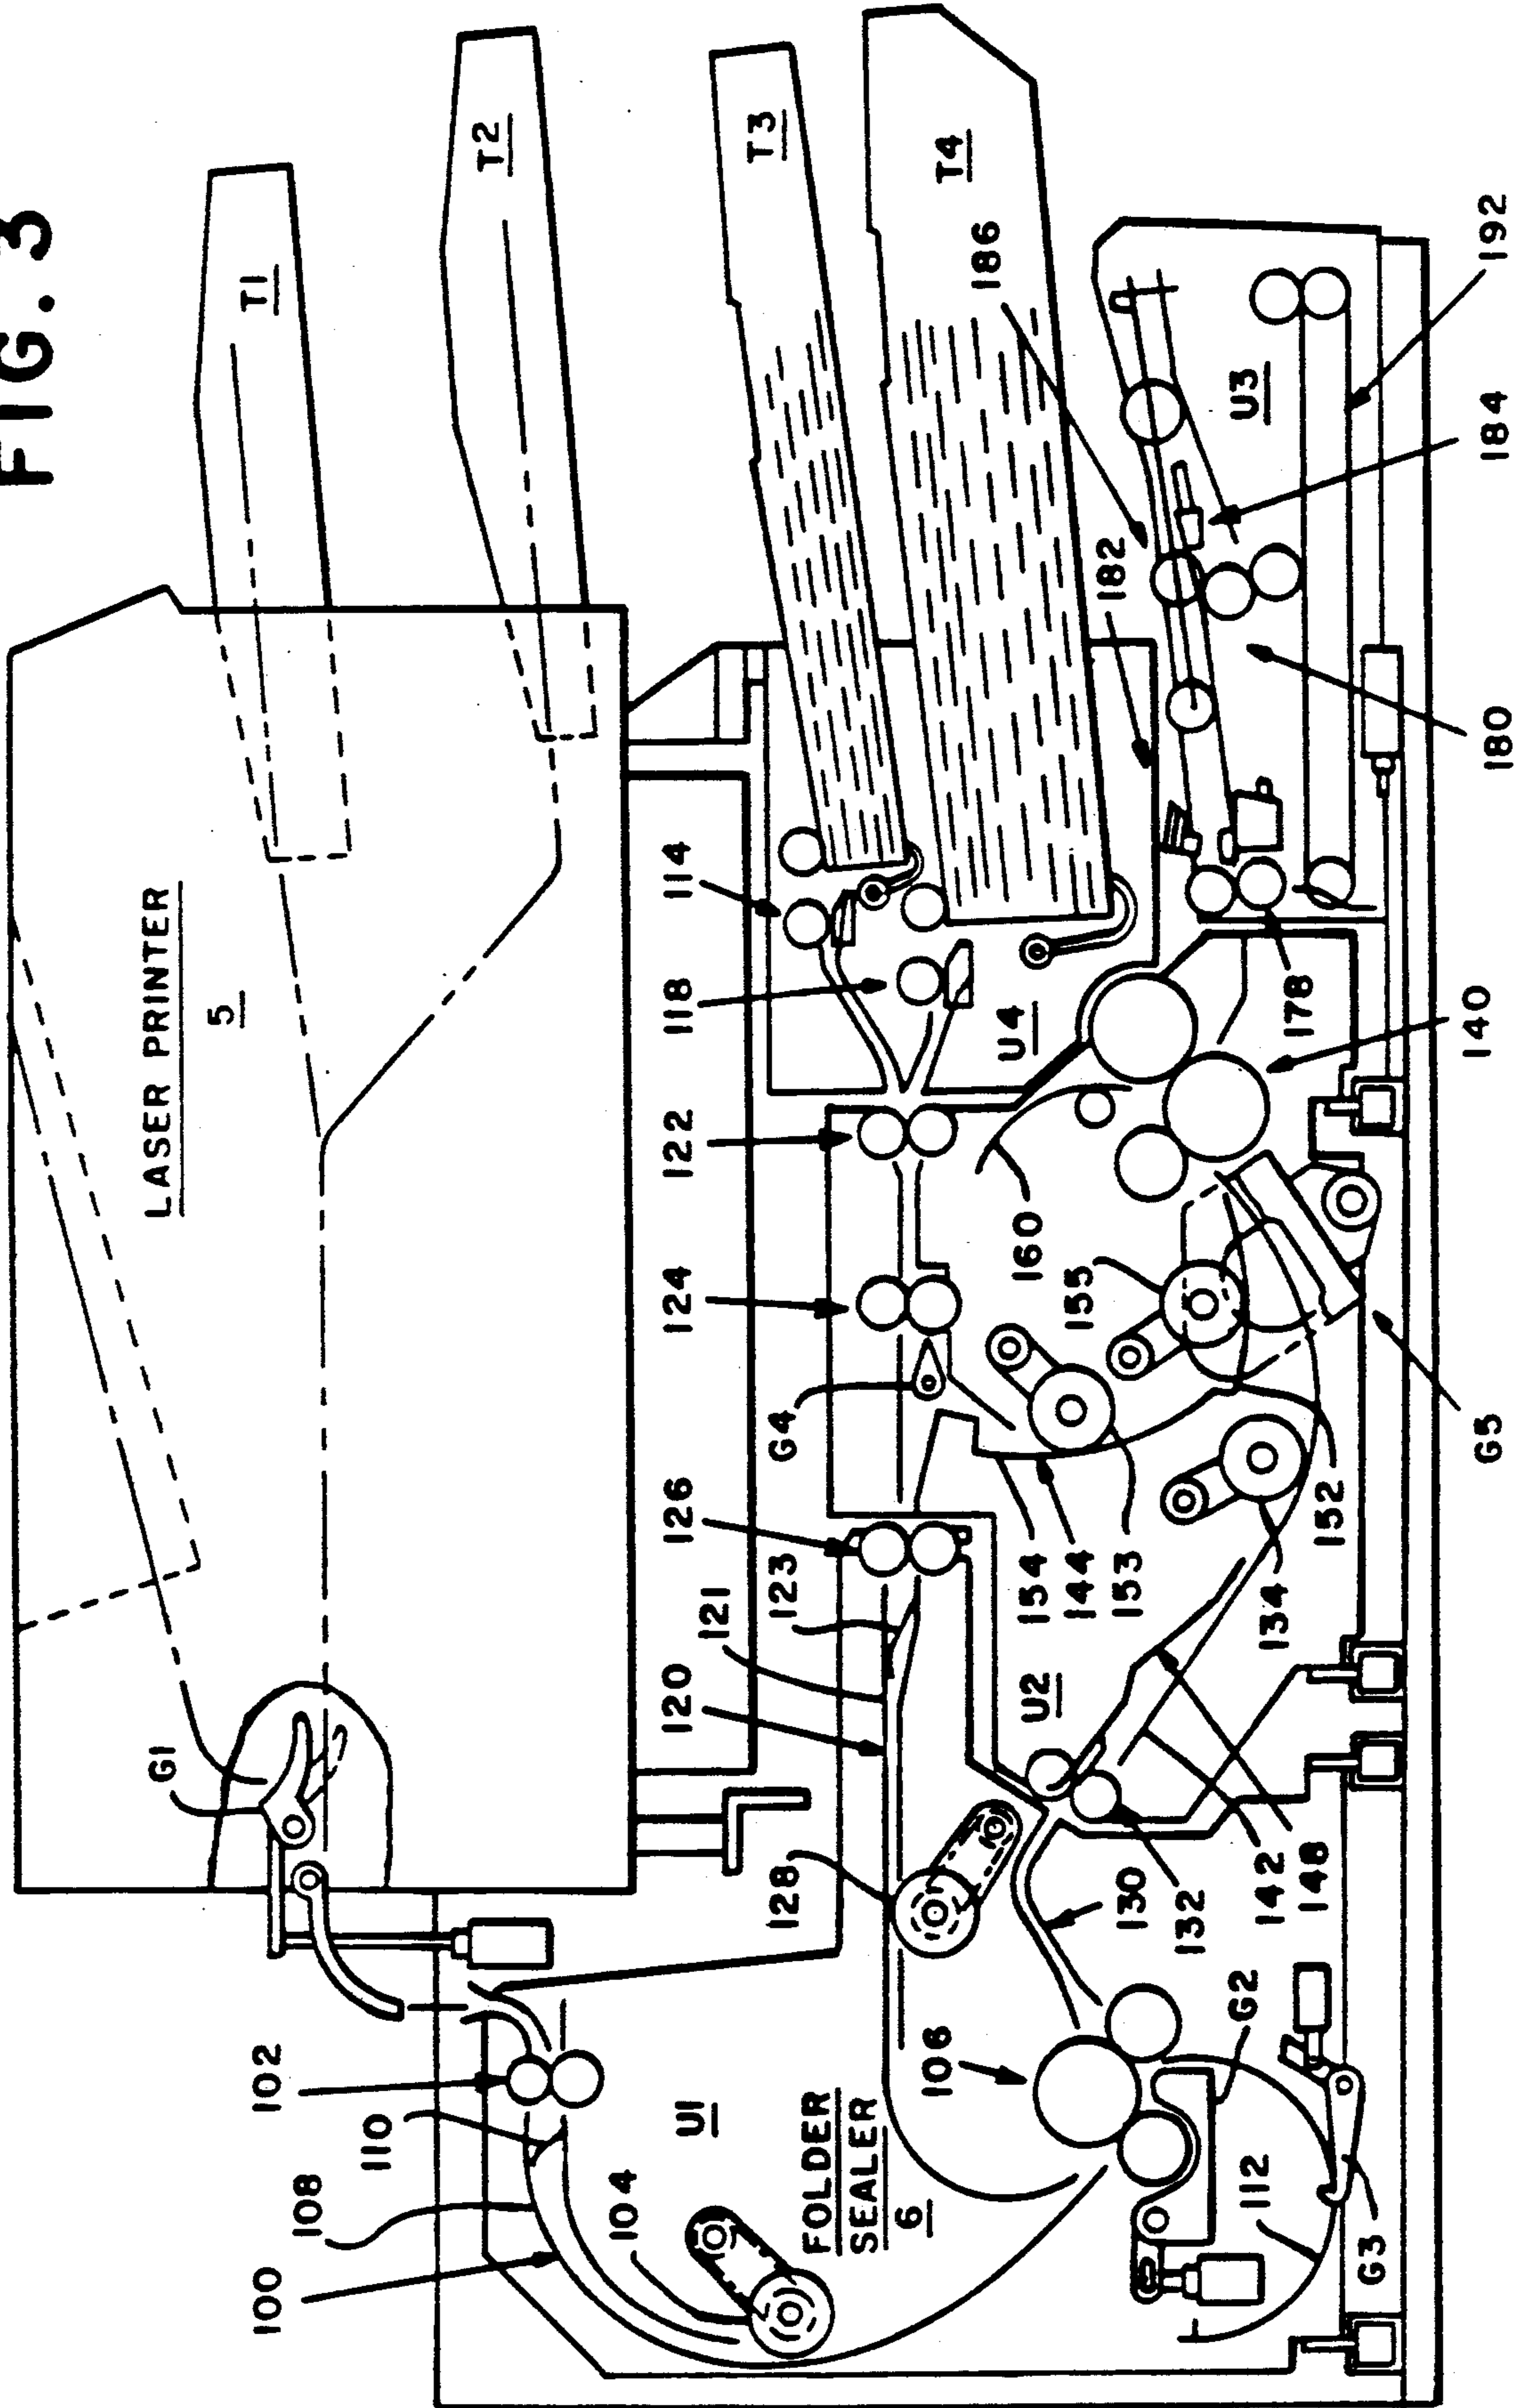 FIG.3
LASER PRINTER
5
T1
T2
T3
T4
G1
102
110
108
100
104
U1
FOLDER
SEALER
6
106
G2
112
G3
128
120
121
123
126
G4
124
122
118
114
U4
186
182
U3
192
184
180
178
140
160
155
154
144
153
152
134
G5
U2
130
132
142
148